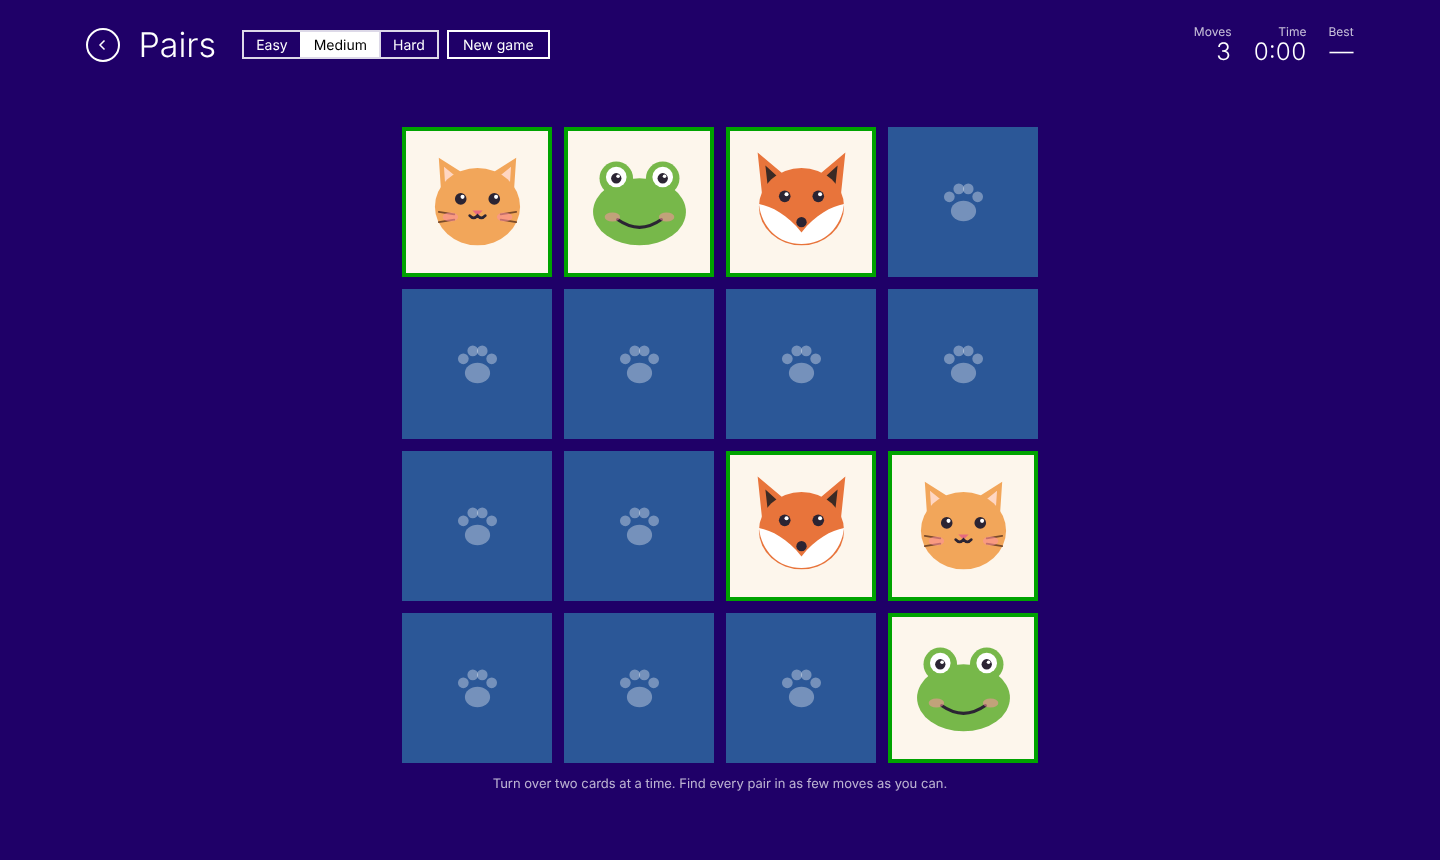 Pairs
Easy Medium Hard New game
Moves Time Best
3 0:00 —
Turn over two cards at a time. Find every pair in as few moves as you can.